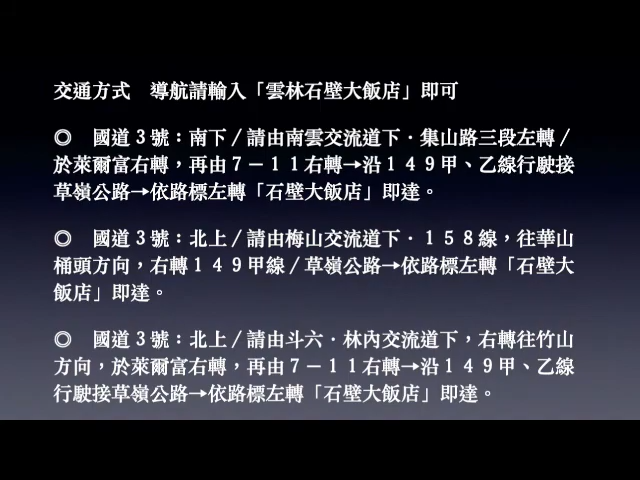 交通方式　導航請輸入「雲林石壁大飯店」即可
◎　國道３號：南下／請由南雲交流道下．集山路三段左轉／
於萊爾富右轉，再由７－１１右轉→沿１４９甲、乙線行駛接
草嶺公路→依路標左轉「石壁大飯店」即達。
◎　國道３號：北上／請由梅山交流道下．１５８線，往華山
桶頭方向，右轉１４９甲線／草嶺公路→依路標左轉「石壁大
飯店」即達。
◎　國道３號：北上／請由斗六．林內交流道下，右轉往竹山
方向，於萊爾富右轉，再由７－１１右轉→沿１４９甲、乙線
行駛接草嶺公路→依路標左轉「石壁大飯店」即達。